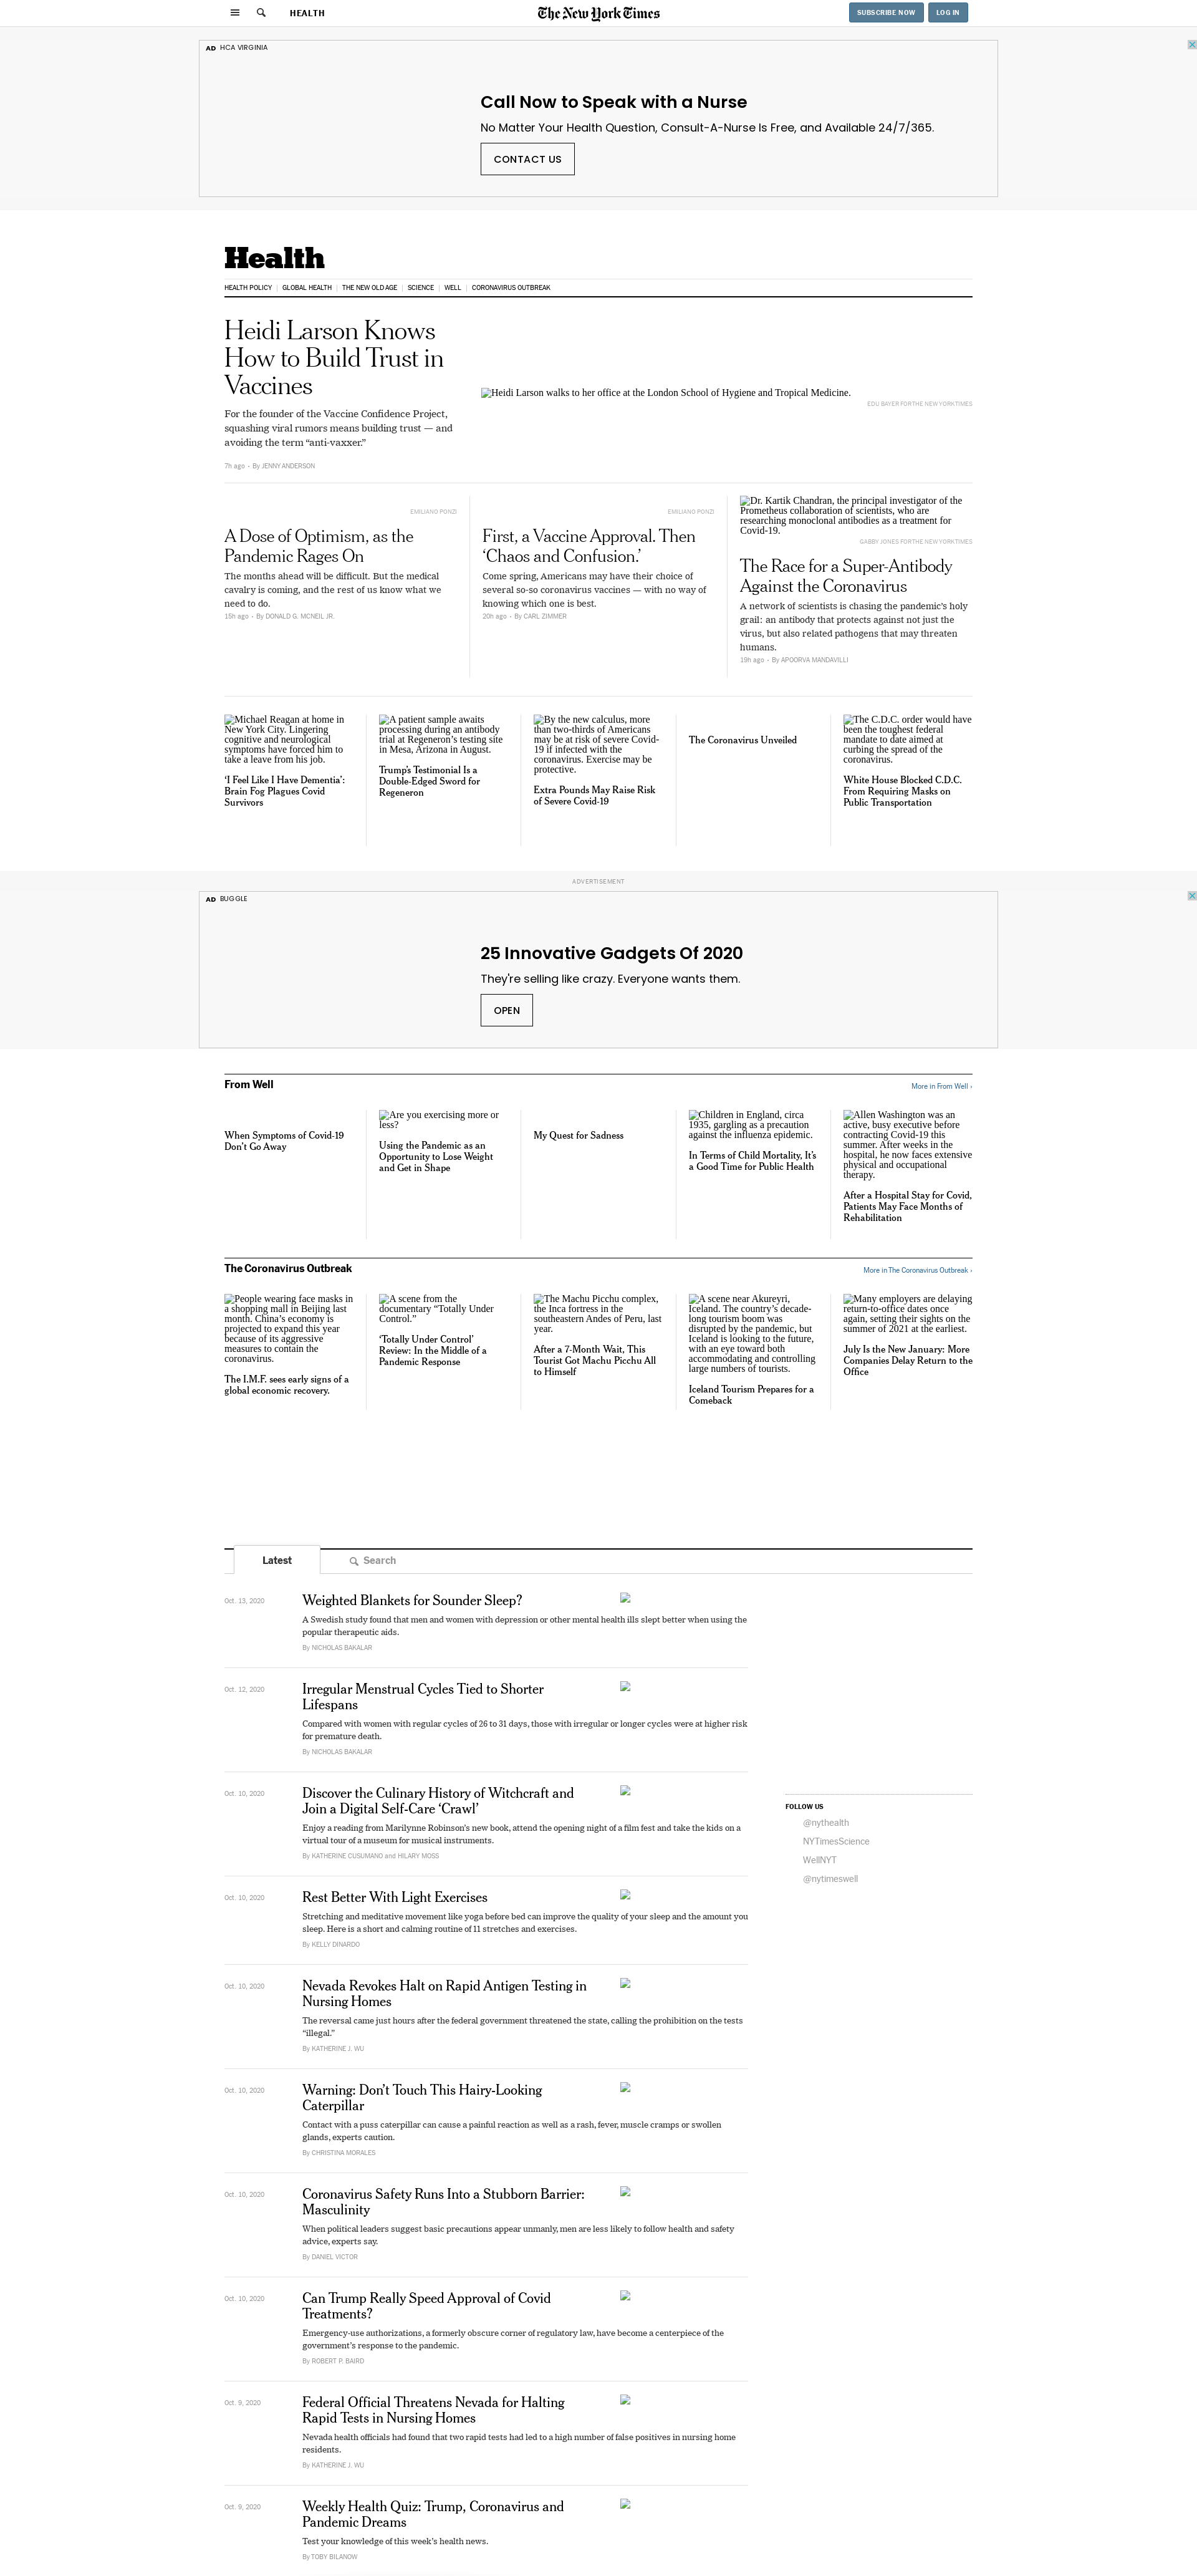 HEALTH
The New York Times
SUBSCRIBE NOW
LOG IN
AD HCA VIRGINIA
Call Now to Speak with a Nurse
No Matter Your Health Question, Consult-A-Nurse Is Free, and Available 24/7/365.
CONTACT US
Health
HEALTH POLICY
GLOBAL HEALTH
THE NEW OLD AGE
SCIENCE
WELL
CORONAVIRUS OUTBREAK
Heidi Larson Knows
How to Build Trust in
Vaccines
For the founder of the Vaccine Confidence Project,
squashing viral rumors means building trust — and
avoiding the term “anti-vaxxer.”
7h ago • By JENNY ANDERSON
Heidi Larson walks to her office at the London School of Hygiene and Tropical Medicine.
EDU BAYER FOR THE NEW YORK TIMES
EMILIANO PONZI
A Dose of Optimism, as the
Pandemic Rages On
The months ahead will be difficult. But the medical
cavalry is coming, and the rest of us know what we
need to do.
15h ago • By DONALD G. MCNEIL JR.
EMILIANO PONZI
First, a Vaccine Approval. Then
‘Chaos and Confusion.’
Come spring, Americans may have their choice of
several so-so coronavirus vaccines — with no way of
knowing which one is best.
20h ago • By CARL ZIMMER
Dr. Kartik Chandran, the principal investigator of the
Prometheus collaboration of scientists, who are
researching monoclonal antibodies as a treatment for
Covid-19.
GABBY JONES FOR THE NEW YORK TIMES
The Race for a Super-Antibody
Against the Coronavirus
A network of scientists is chasing the pandemic’s holy
grail: an antibody that protects against not just the
virus, but also related pathogens that may threaten
humans.
19h ago • By APOORVA MANDAVILLI
Michael Reagan at home in
New York City. Lingering
cognitive and neurological
symptoms have forced him to
take a leave from his job.
‘I Feel Like I Have Dementia’:
Brain Fog Plagues Covid
Survivors
A patient sample awaits
processing during an antibody
trial at Regeneron’s testing site
in Mesa, Arizona in August.
Trump’s Testimonial Is a
Double-Edged Sword for
Regeneron
By the new calculus, more
than two-thirds of Americans
may be at risk of severe Covid-
19 if infected with the
coronavirus. Exercise may be
protective.
Extra Pounds May Raise Risk
of Severe Covid-19
The Coronavirus Unveiled
The C.D.C. order would have
been the toughest federal
mandate to date aimed at
curbing the spread of the
coronavirus.
White House Blocked C.D.C.
From Requiring Masks on
Public Transportation
ADVERTISEMENT
AD BUGGLE
25 Innovative Gadgets Of 2020
They're selling like crazy. Everyone wants them.
OPEN
From Well
More in From Well ›
When Symptoms of Covid-19
Don’t Go Away
Are you exercising more or
less?
Using the Pandemic as an
Opportunity to Lose Weight
and Get in Shape
My Quest for Sadness
Children in England, circa
1935, gargling as a precaution
against the influenza epidemic.
In Terms of Child Mortality, It’s
a Good Time for Public Health
Allen Washington was an
active, busy executive before
contracting Covid-19 this
summer. After weeks in the
hospital, he now faces extensive
physical and occupational
therapy.
After a Hospital Stay for Covid,
Patients May Face Months of
Rehabilitation
The Coronavirus Outbreak
More in The Coronavirus Outbreak ›
People wearing face masks in
a shopping mall in Beijing last
month. China’s economy is
projected to expand this year
because of its aggressive
measures to contain the
coronavirus.
The I.M.F. sees early signs of a
global economic recovery.
A scene from the
documentary “Totally Under
Control.”
‘Totally Under Control’
Review: In the Middle of a
Pandemic Response
The Machu Picchu complex,
the Inca fortress in the
southeastern Andes of Peru, last
year.
After a 7-Month Wait, This
Tourist Got Machu Picchu All
to Himself
A scene near Akureyri,
Iceland. The country’s decade-
long tourism boom was
disrupted by the pandemic, but
Iceland is looking to the future,
with an eye toward both
accommodating and controlling
large numbers of tourists.
Iceland Tourism Prepares for a
Comeback
Many employers are delaying
return-to-office dates once
again, setting their sights on the
summer of 2021 at the earliest.
July Is the New January: More
Companies Delay Return to the
Office
Latest
Search
Oct. 13, 2020
Weighted Blankets for Sounder Sleep?
A Swedish study found that men and women with depression or other mental health ills slept better when using the
popular therapeutic aids.
By NICHOLAS BAKALAR
Oct. 12, 2020
Irregular Menstrual Cycles Tied to Shorter
Lifespans
Compared with women with regular cycles of 26 to 31 days, those with irregular or longer cycles were at higher risk
for premature death.
By NICHOLAS BAKALAR
Oct. 10, 2020
Discover the Culinary History of Witchcraft and
Join a Digital Self-Care ‘Crawl’
Enjoy a reading from Marilynne Robinson’s new book, attend the opening night of a film fest and take the kids on a
virtual tour of a museum for musical instruments.
By KATHERINE CUSUMANO and HILARY MOSS
FOLLOW US
@nythealth
NYTimesScience
WellNYT
@nytimeswell
Oct. 10, 2020
Rest Better With Light Exercises
Stretching and meditative movement like yoga before bed can improve the quality of your sleep and the amount you
sleep. Here is a short and calming routine of 11 stretches and exercises.
By KELLY DINARDO
Oct. 10, 2020
Nevada Revokes Halt on Rapid Antigen Testing in
Nursing Homes
The reversal came just hours after the federal government threatened the state, calling the prohibition on the tests
“illegal.”
By KATHERINE J. WU
Oct. 10, 2020
Warning: Don’t Touch This Hairy-Looking
Caterpillar
Contact with a puss caterpillar can cause a painful reaction as well as a rash, fever, muscle cramps or swollen
glands, experts caution.
By CHRISTINA MORALES
Oct. 10, 2020
Coronavirus Safety Runs Into a Stubborn Barrier:
Masculinity
When political leaders suggest basic precautions appear unmanly, men are less likely to follow health and safety
advice, experts say.
By DANIEL VICTOR
Oct. 10, 2020
Can Trump Really Speed Approval of Covid
Treatments?
Emergency-use authorizations, a formerly obscure corner of regulatory law, have become a centerpiece of the
government’s response to the pandemic.
By ROBERT P. BAIRD
Oct. 9, 2020
Federal Official Threatens Nevada for Halting
Rapid Tests in Nursing Homes
Nevada health officials had found that two rapid tests had led to a high number of false positives in nursing home
residents.
By KATHERINE J. WU
Oct. 9, 2020
Weekly Health Quiz: Trump, Coronavirus and
Pandemic Dreams
Test your knowledge of this week’s health news.
By TOBY BILANOW